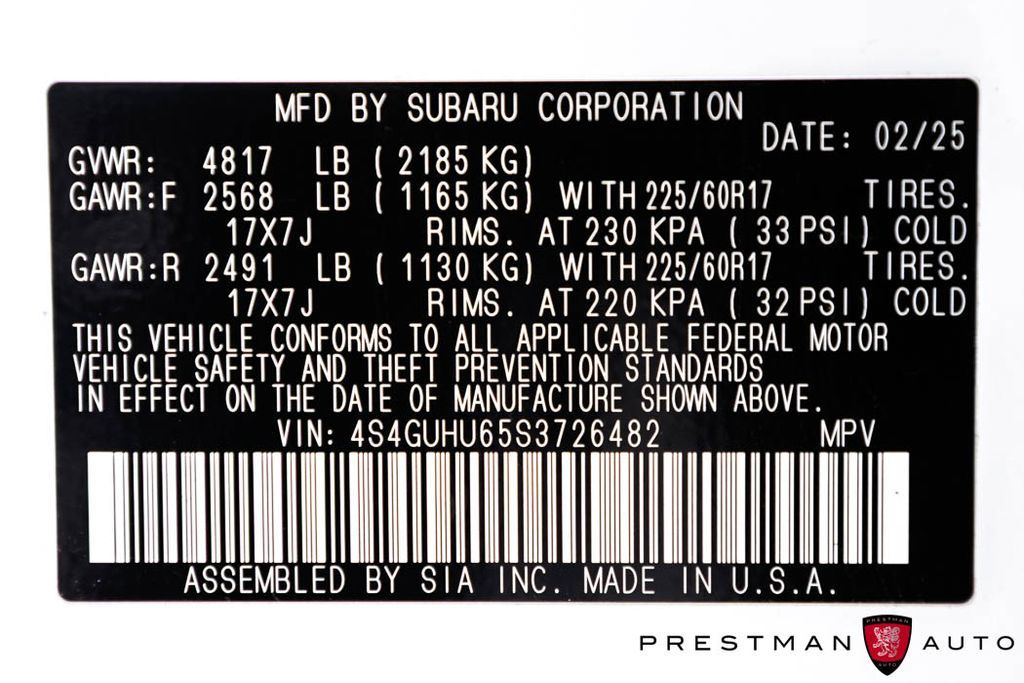 MFD BY SUBARU CORPORATION
DATE: 02/25
GVWR: 4817 LB ( 2185 KG)
GAWR:F 2568 LB ( 1165 KG) WITH 225/60R17 TIRES.
17X7J RIMS. AT 230 KPA ( 33 PSI) COLD
GAWR:R 2491 LB ( 1130 KG) WITH 225/60R17 TIRES.
17X7J RIMS. AT 220 KPA ( 32 PSI) COLD
THIS VEHICLE CONFORMS TO ALL APPLICABLE FEDERAL MOTOR
VEHICLE SAFETY AND THEFT PREVENTION STANDARDS
IN EFFECT ON THE DATE OF MANUFACTURE SHOWN ABOVE.
VIN: 4S4GUHU65S3726482 MPV
ASSEMBLED BY SIA INC. MADE IN U.S.A.
PRESTMAN AUTO
PRESTMAN
AUTO